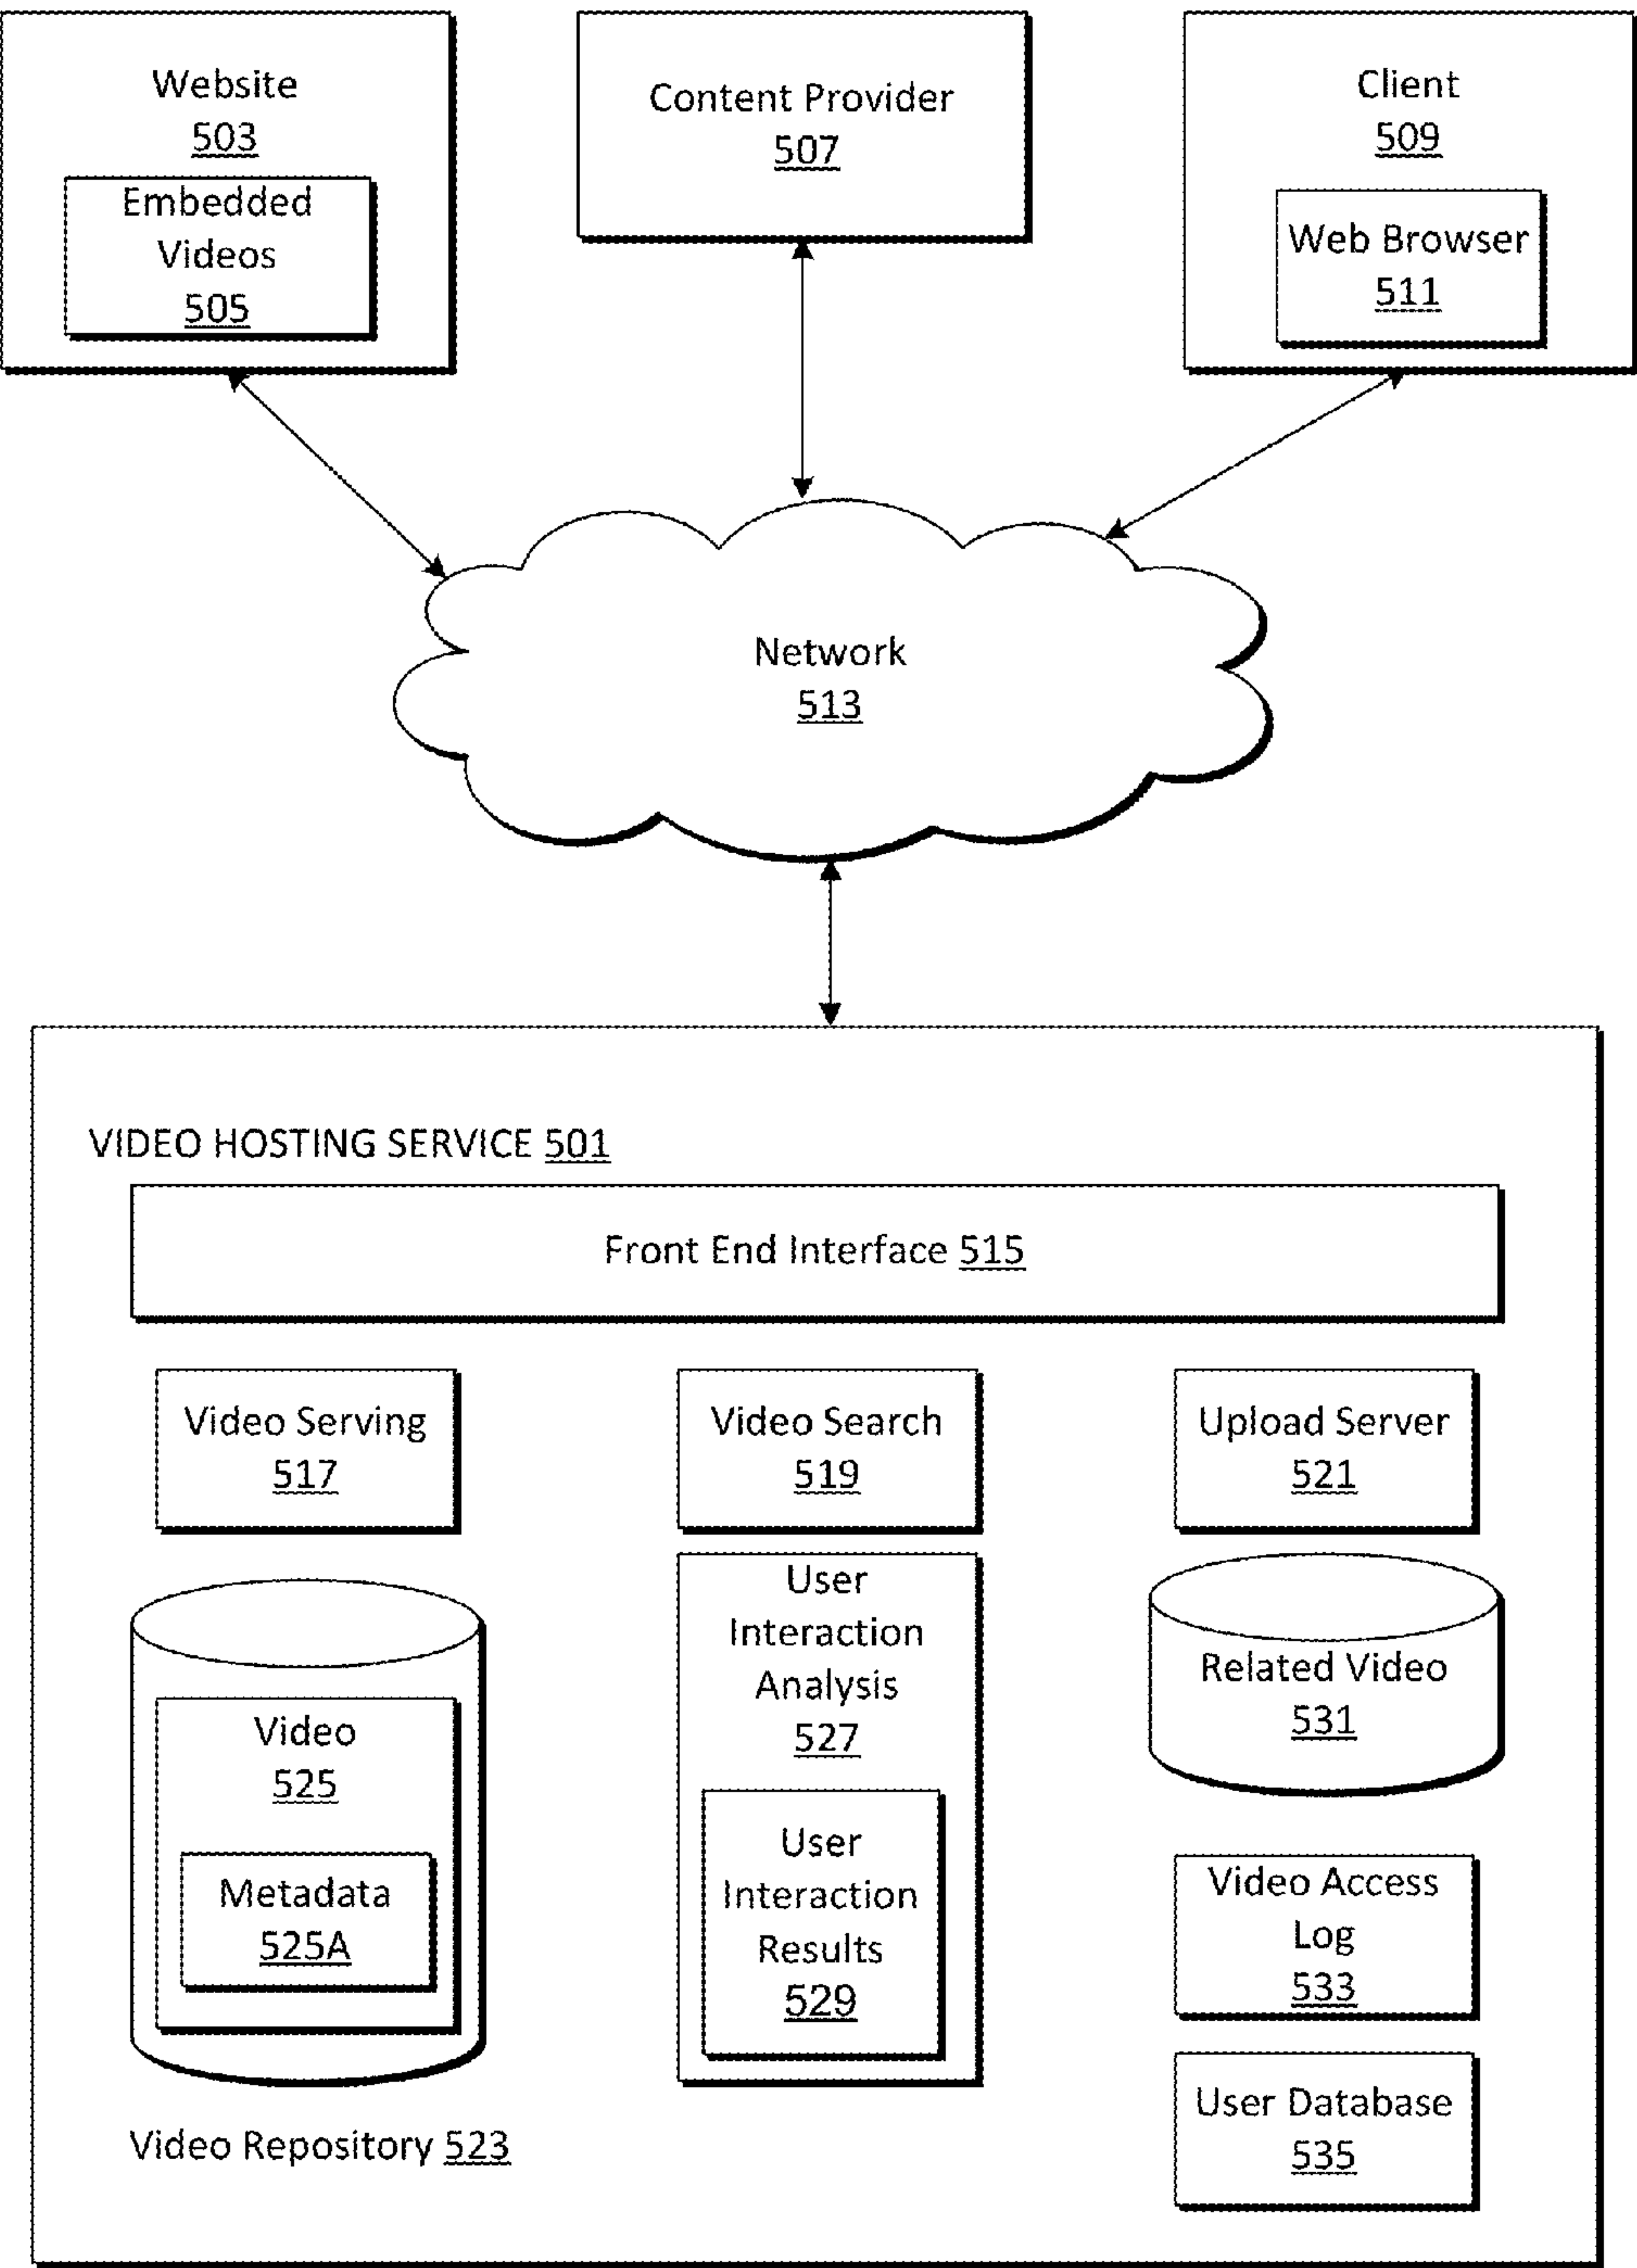 Website
503
Embedded
Videos
505
Content Provider
507
Client
509
Web Browser
511
Network
513
VIDEO HOSTING SERVICE 501
Front End Interface 515
Video Serving
517
Video Search
519
Upload Server
521
Video
525
Metadata
525A
Video Repository 523
User
Interaction
Analysis
527
User
Interaction
Results
529
Related Video
531
Video Access
Log
533
User Database
535